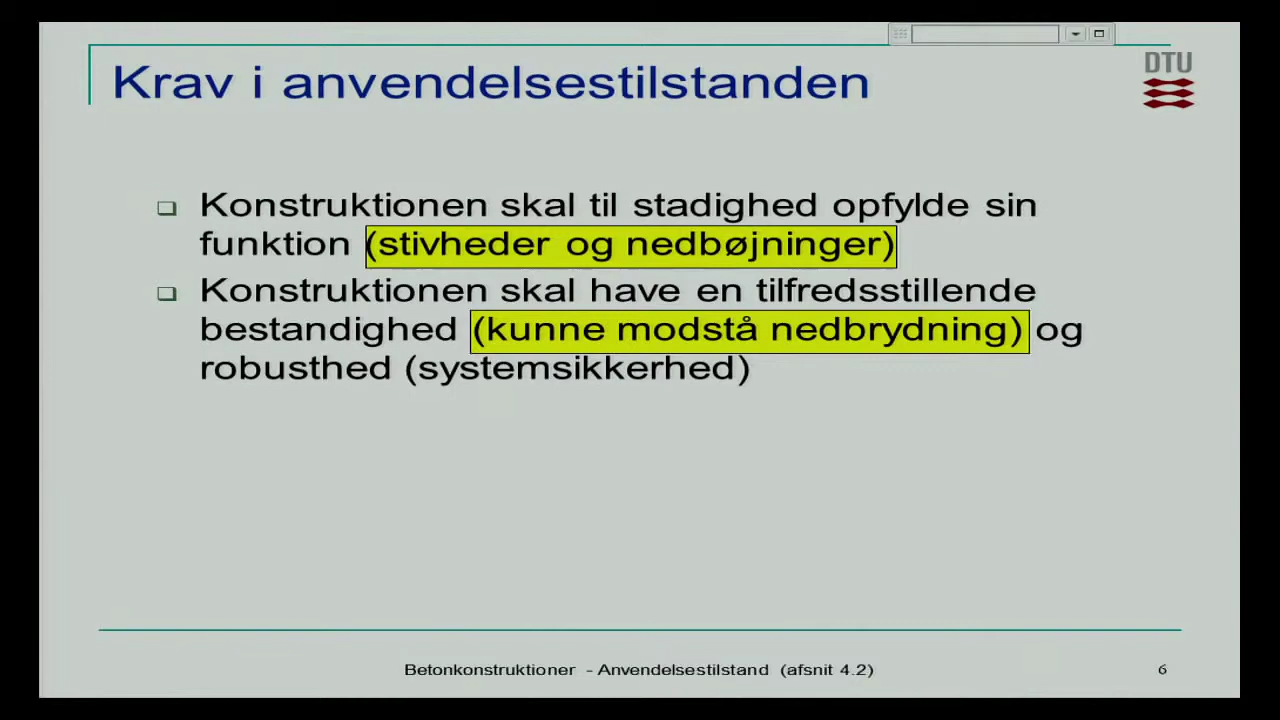 DTU
Krav i anvendelsestilstanden
Konstruktionen skal til stadighed opfylde sin
funktion (stivheder og nedbøjninger)
Konstruktionen skal have en tilfredsstillende
bestandighed (kunne modstå nedbrydning) og
robusthed (systemsikkerhed)
Betonkonstruktioner - Anvendelsestilstand (afsnit 4.2)
6